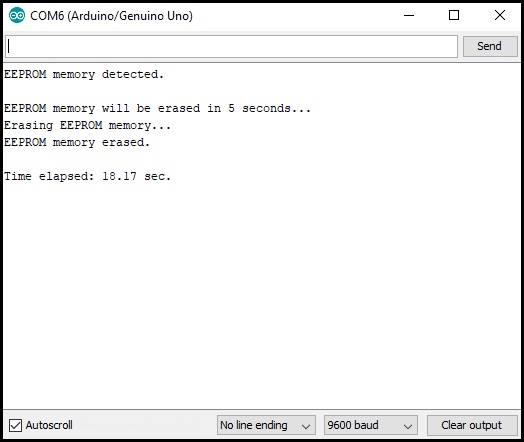 COM6 (Arduino/Genuino Uno)
Send
EEPROM memory detected.
EEPROM memory will be erased in 5 seconds...
Erasing EEPROM memory...
EEPROM memory erased.
Time elapsed: 18.17 sec.
Autoscroll
No line ending
9600 baud
Clear output